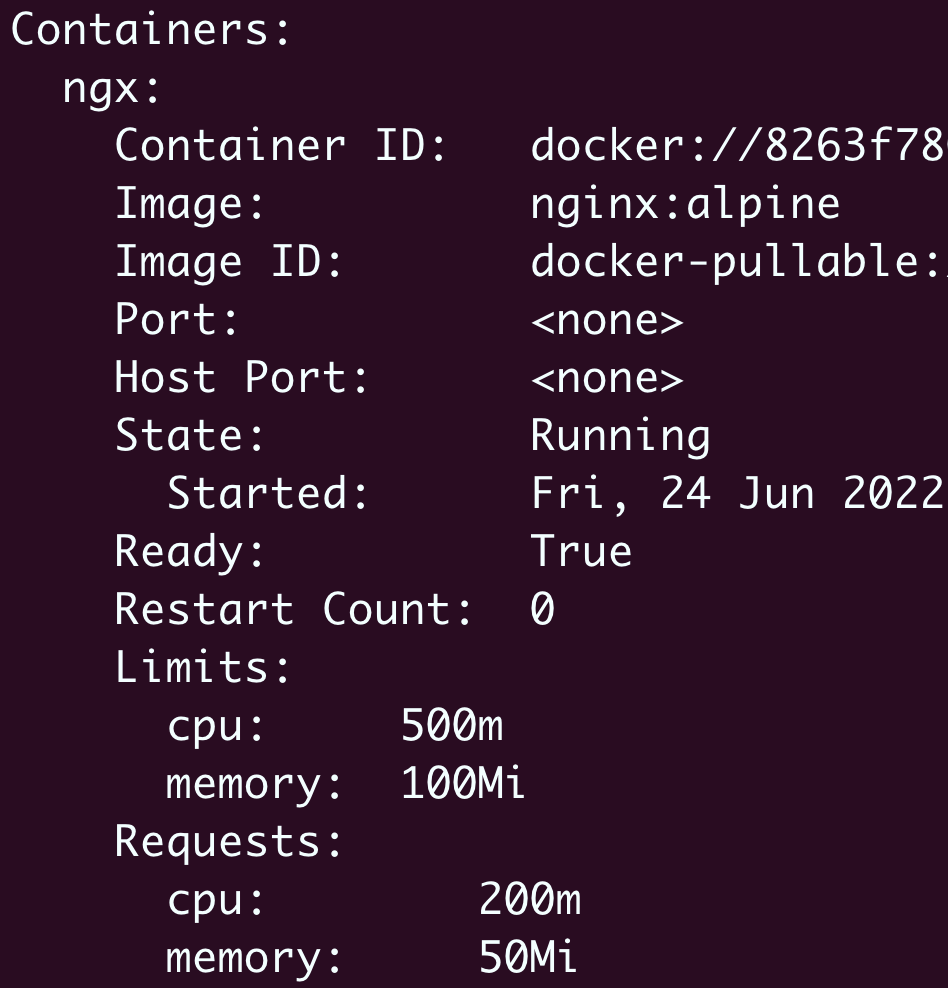 Containers:
  ngx:
    Container ID:   docker://8263f78
    Image:          nginx:alpine
    Image ID:       docker-pullable:
    Port:           <none>
    Host Port:      <none>
    State:          Running
      Started:      Fri, 24 Jun 2022
    Ready:          True
    Restart Count:  0
    Limits:
      cpu:     500m
      memory:  100Mi
    Requests:
      cpu:        200m
      memory:     50Mi